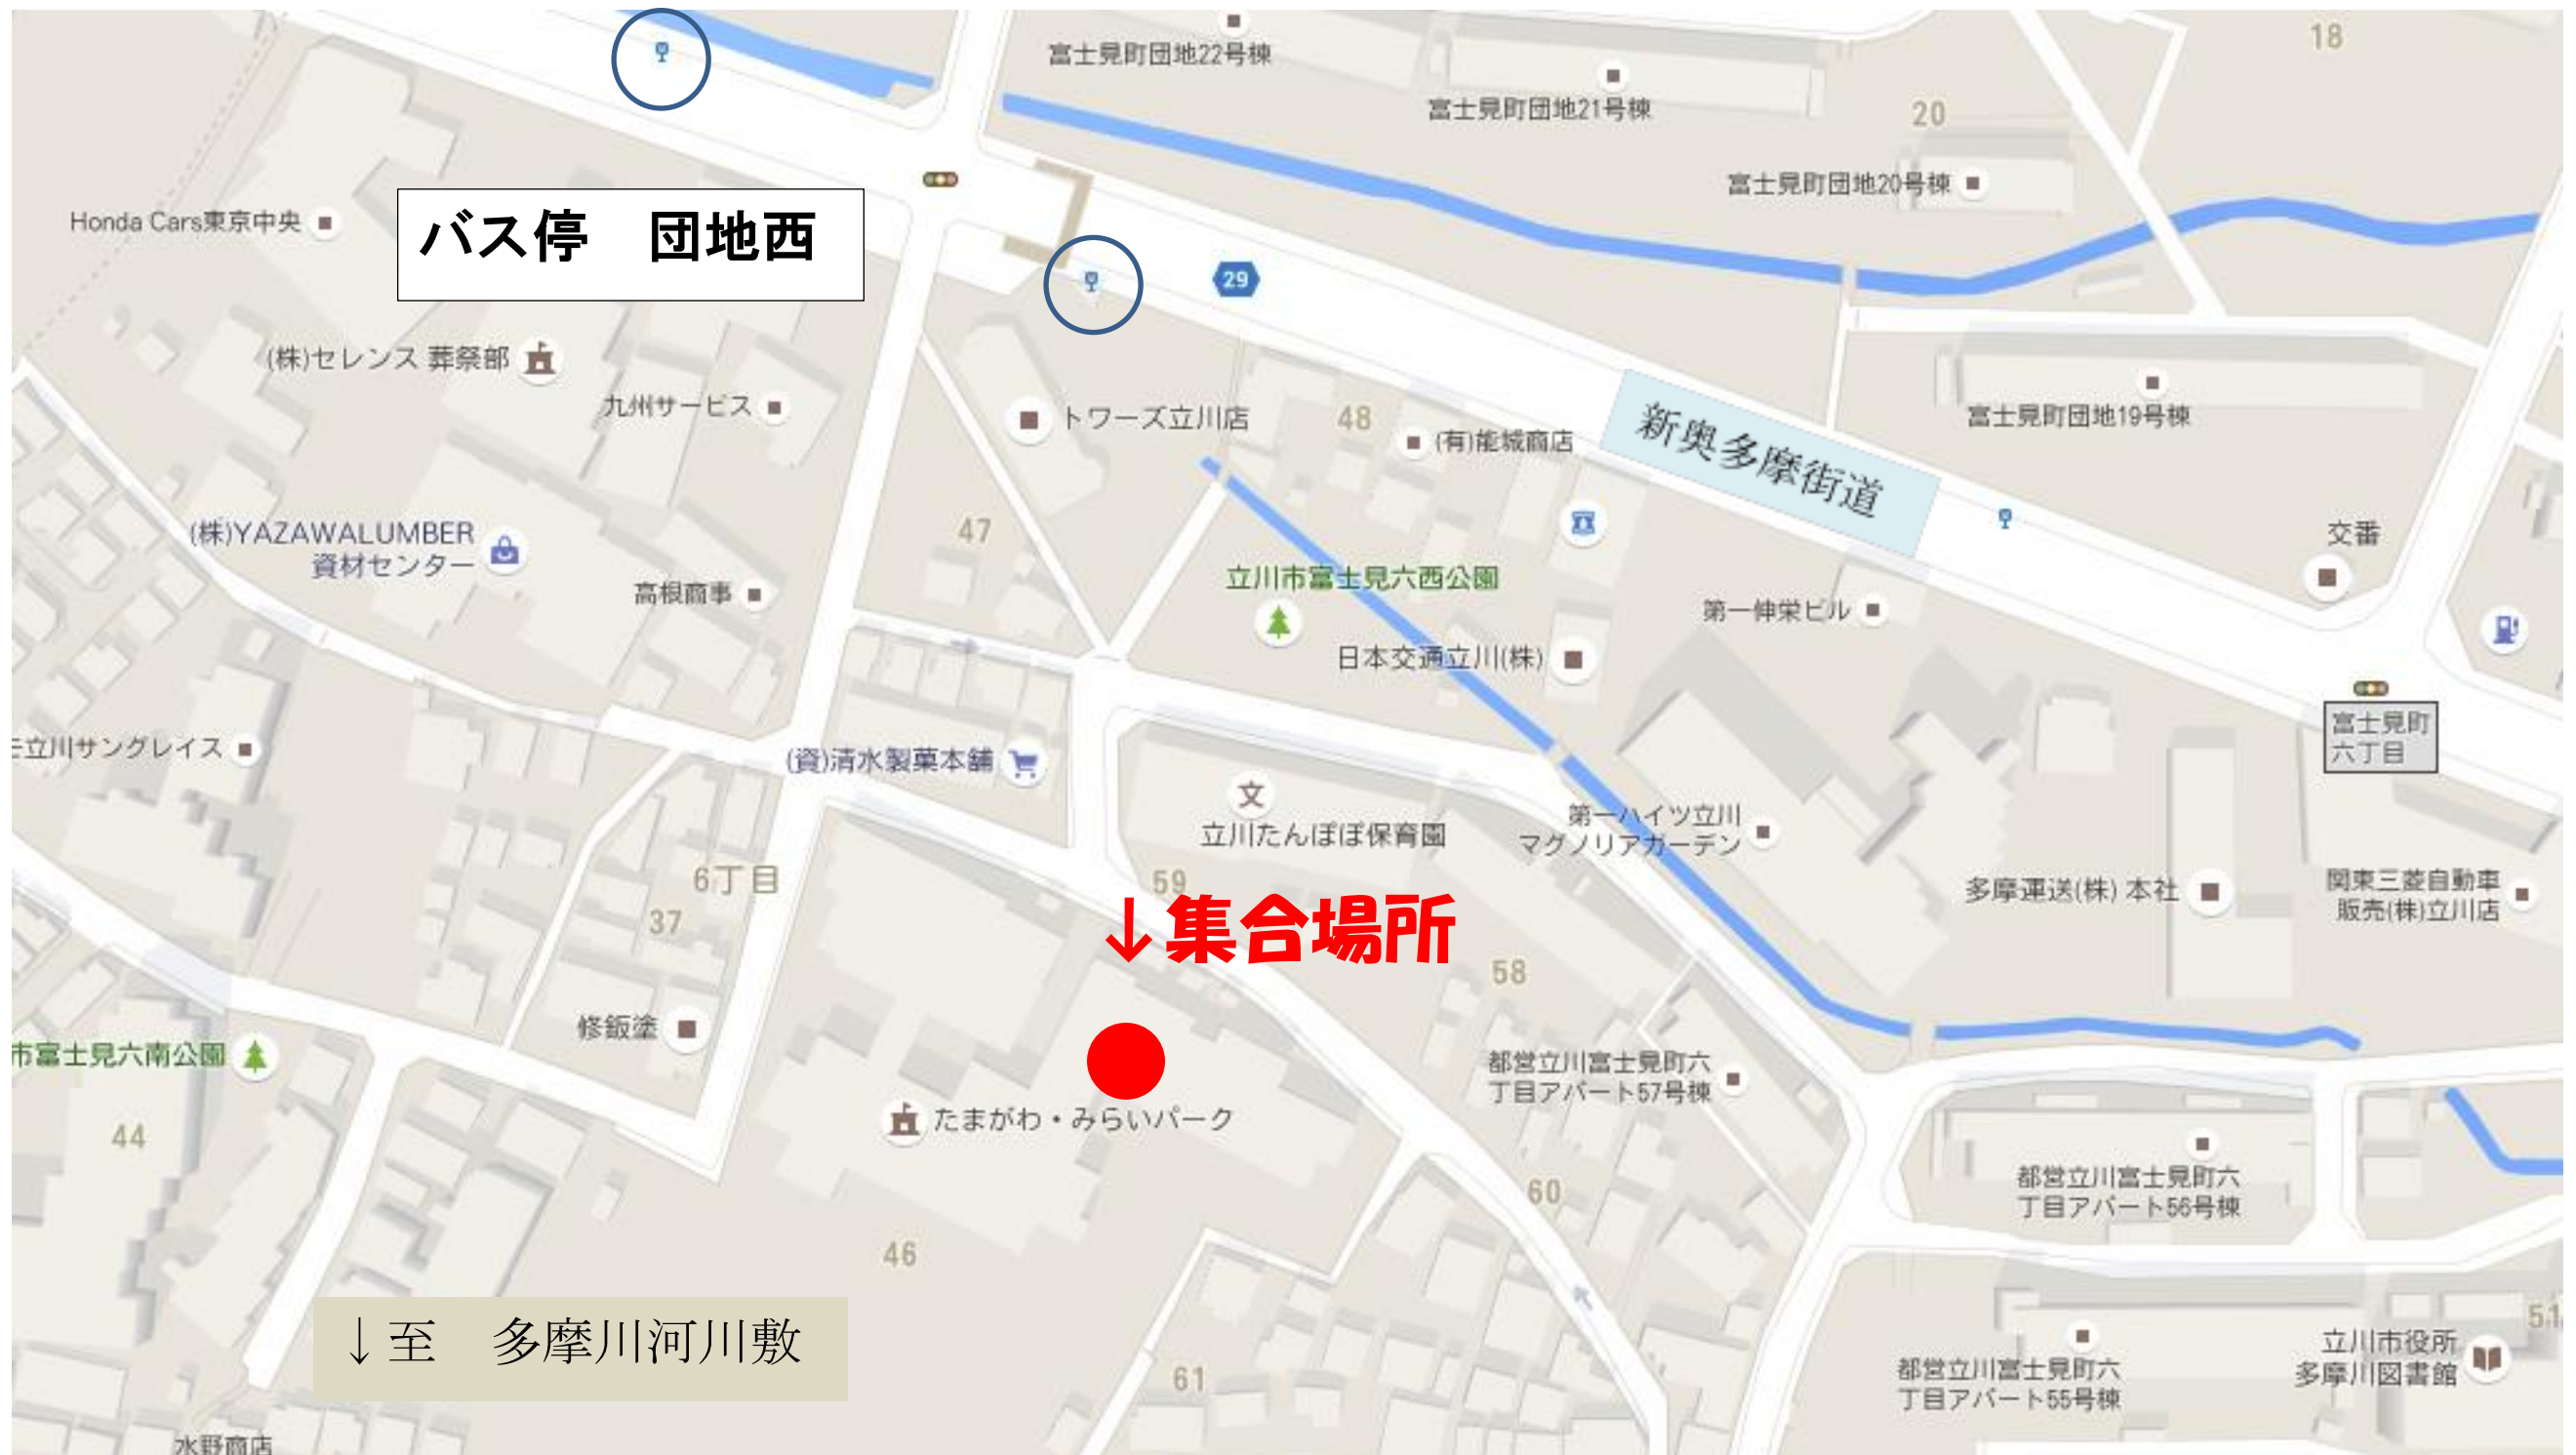 18
富士見町団地22号棟
富士見町団地21号棟
20
富士見町団地20号棟
Honda Cars東京中央
バス停　団地西
29
(株)セレンス 葬祭部
九州サービス
トワーズ立川店
48
(有)能城商店
新奥多摩街道
富士見町団地19号棟
(株)YAZAWALUMBER
資材センター
47
交番
高根商事
立川市富士見六西公園
第一伸栄ビル
日本交通立川(株)
富士見町
六丁目
立川サングレイス
(資)清水製菓本舗
文
立川たんぽぽ保育園
第一ハイツ立川
マグノリアガーデン
6丁目
59
37
↓集合場所
多摩運送(株) 本社
関東三菱自動車
販売(株)立川店
58
修鈑塗
市富士見六南公園
都営立川富士見町六
丁目アパート57号棟
たまがわ・みらいパーク
44
都営立川富士見町六
丁目アパート56号棟
60
46
↓至　多摩川河川敷
51
立川市役所
多摩川図書館
61
都営立川富士見町六
丁目アパート55号棟
水野商店